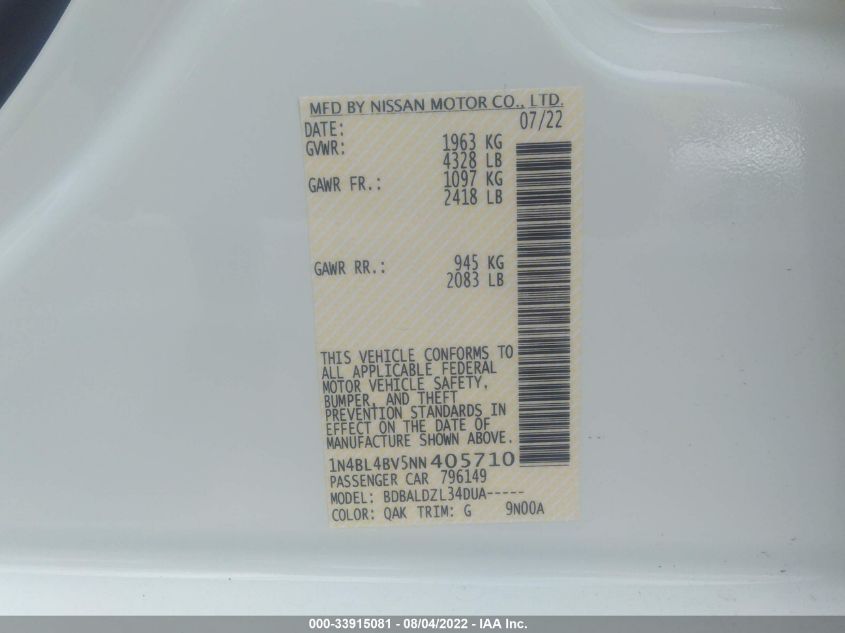 MFD BY NISSAN MOTOR CO., LTD.
DATE: 07/22
GVWR: 1963 KG
4328 LB
GAWR FR.: 1097 KG
2418 LB
GAWR RR.: 945 KG
2083 LB
THIS VEHICLE CONFORMS TO
ALL APPLICABLE FEDERAL
MOTOR VEHICLE SAFETY,
BUMPER, AND THEFT
PREVENTION STANDARDS IN
EFFECT ON THE DATE OF
MANUFACTURE SHOWN ABOVE.
1N4BL4BV5NN405710
PASSENGER CAR 796149
MODEL: BDBALDZL34DUA-----
COLOR: QAK TRIM: G 9N00A
000-33915081 - 08/04/2022 - IAA Inc.